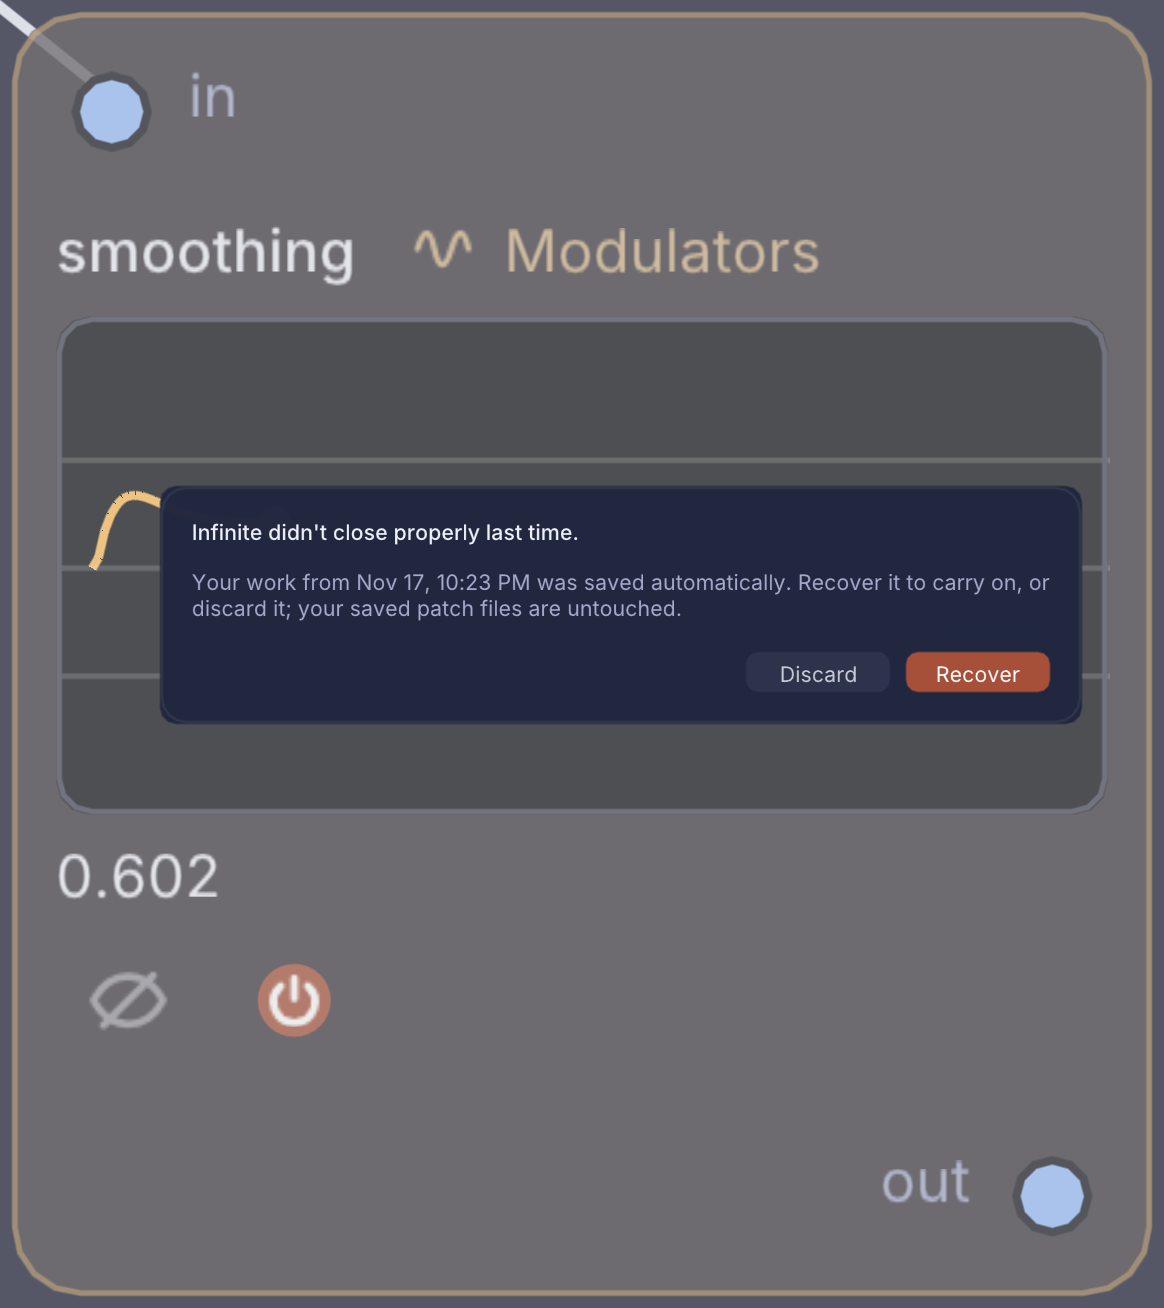 in
smoothing Modulators
Infinite didn't close properly last time.
Your work from Nov 17, 10:23 PM was saved automatically. Recover it to carry on, or
discard it; your saved patch files are untouched.
Discard Recover
0.602
out